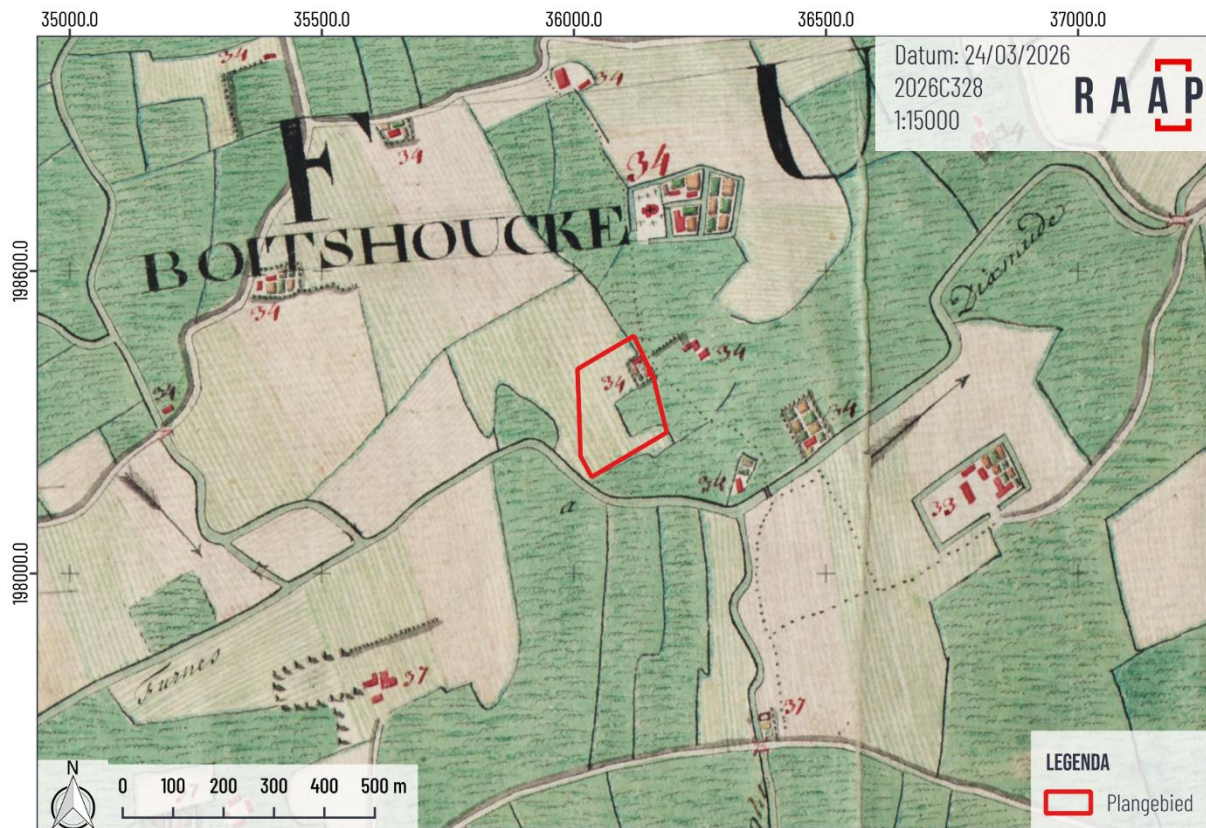 35000.0 35500.0 36000.0 36500.0 37000.0
Datum: 24/03/2026
2026C328
1:15000
RAAP
34
34
34
34
F U
34
BOITSHOUCKE
198600.0
34
Dixmude
34
34
34
34
34
a
33
198000.0
Furnes
37
37
N
0 100 200 300 400 500 m
LEGENDA
Plangebied